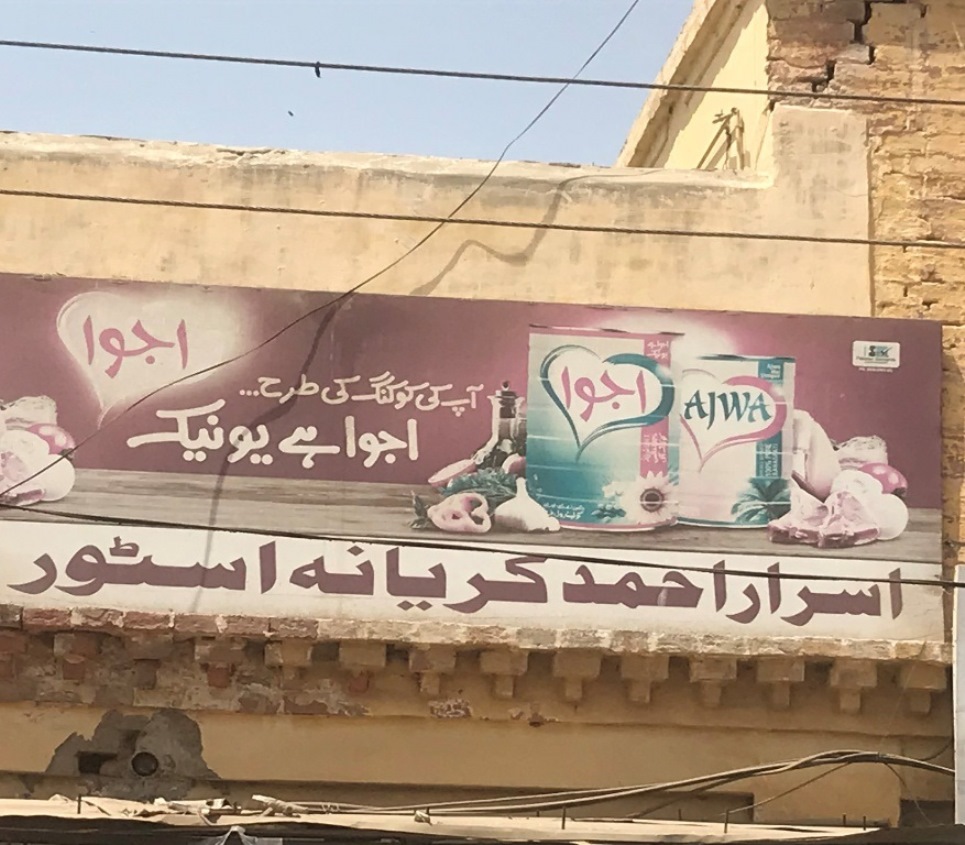 اجوا
آپ کی کوکنگ کی طرح...
اجوا ہے یونیک
اجوا
AJWA
اسرار احمد کریانہ اسٹور